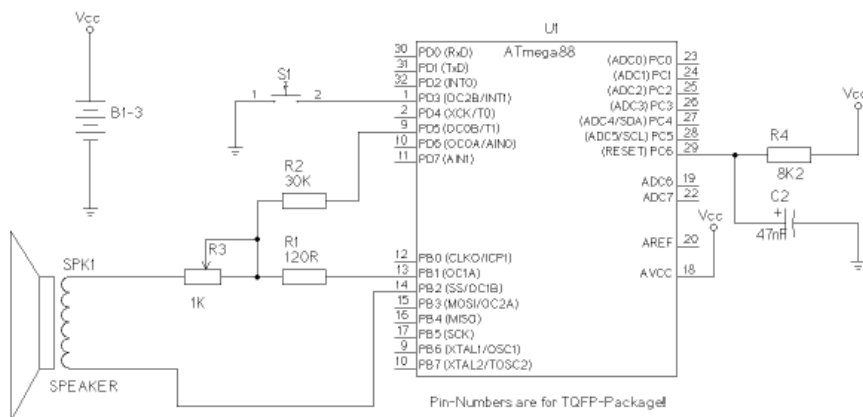 Vcc
B1-3
S1
1 2
R2
30K
R3
1K
R1
120R
SPK1
SPEAKER
U1
ATmega88
30 PD0 (RxD)
31 PD1 (TxD)
32 PD2 (INT0)
1 PD3 (OC2B/INT1)
2 PD4 (XCK/T0)
9 PD5 (OC0B/T1)
10 PD6 (OC0A/AIN0)
11 PD7 (AIN1)
12 PB0 (CLKO/ICP1)
13 PB1 (OC1A)
14 PB2 (SS/OC1B)
15 PB3 (MOSI/OC2A)
16 PB4 (MISO)
17 PB5 (SCK)
9 PB6 (XTAL1/OSC1)
10 PB7 (XTAL2/TOSC2)
(ADC0) PC0 23
(ADC1) PC1 24
(ADC2) PC2 25
(ADC3) PC3 26
(ADC4/SDA) PC4 27
(ADC5/SCL) PC5 28
(RESET) PC6 29
ADC6 19
ADC7 22
AREF 20
AVCC 18
Vcc
R4
8K2
Vcc
C2
+
47nF
Pin-Numbers are for TQFP-Package!!